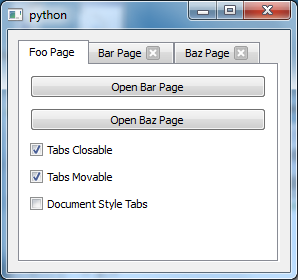 python
Foo Page Bar Page Baz Page
Open Bar Page
Open Baz Page
Tabs Closable
Tabs Movable
Document Style Tabs